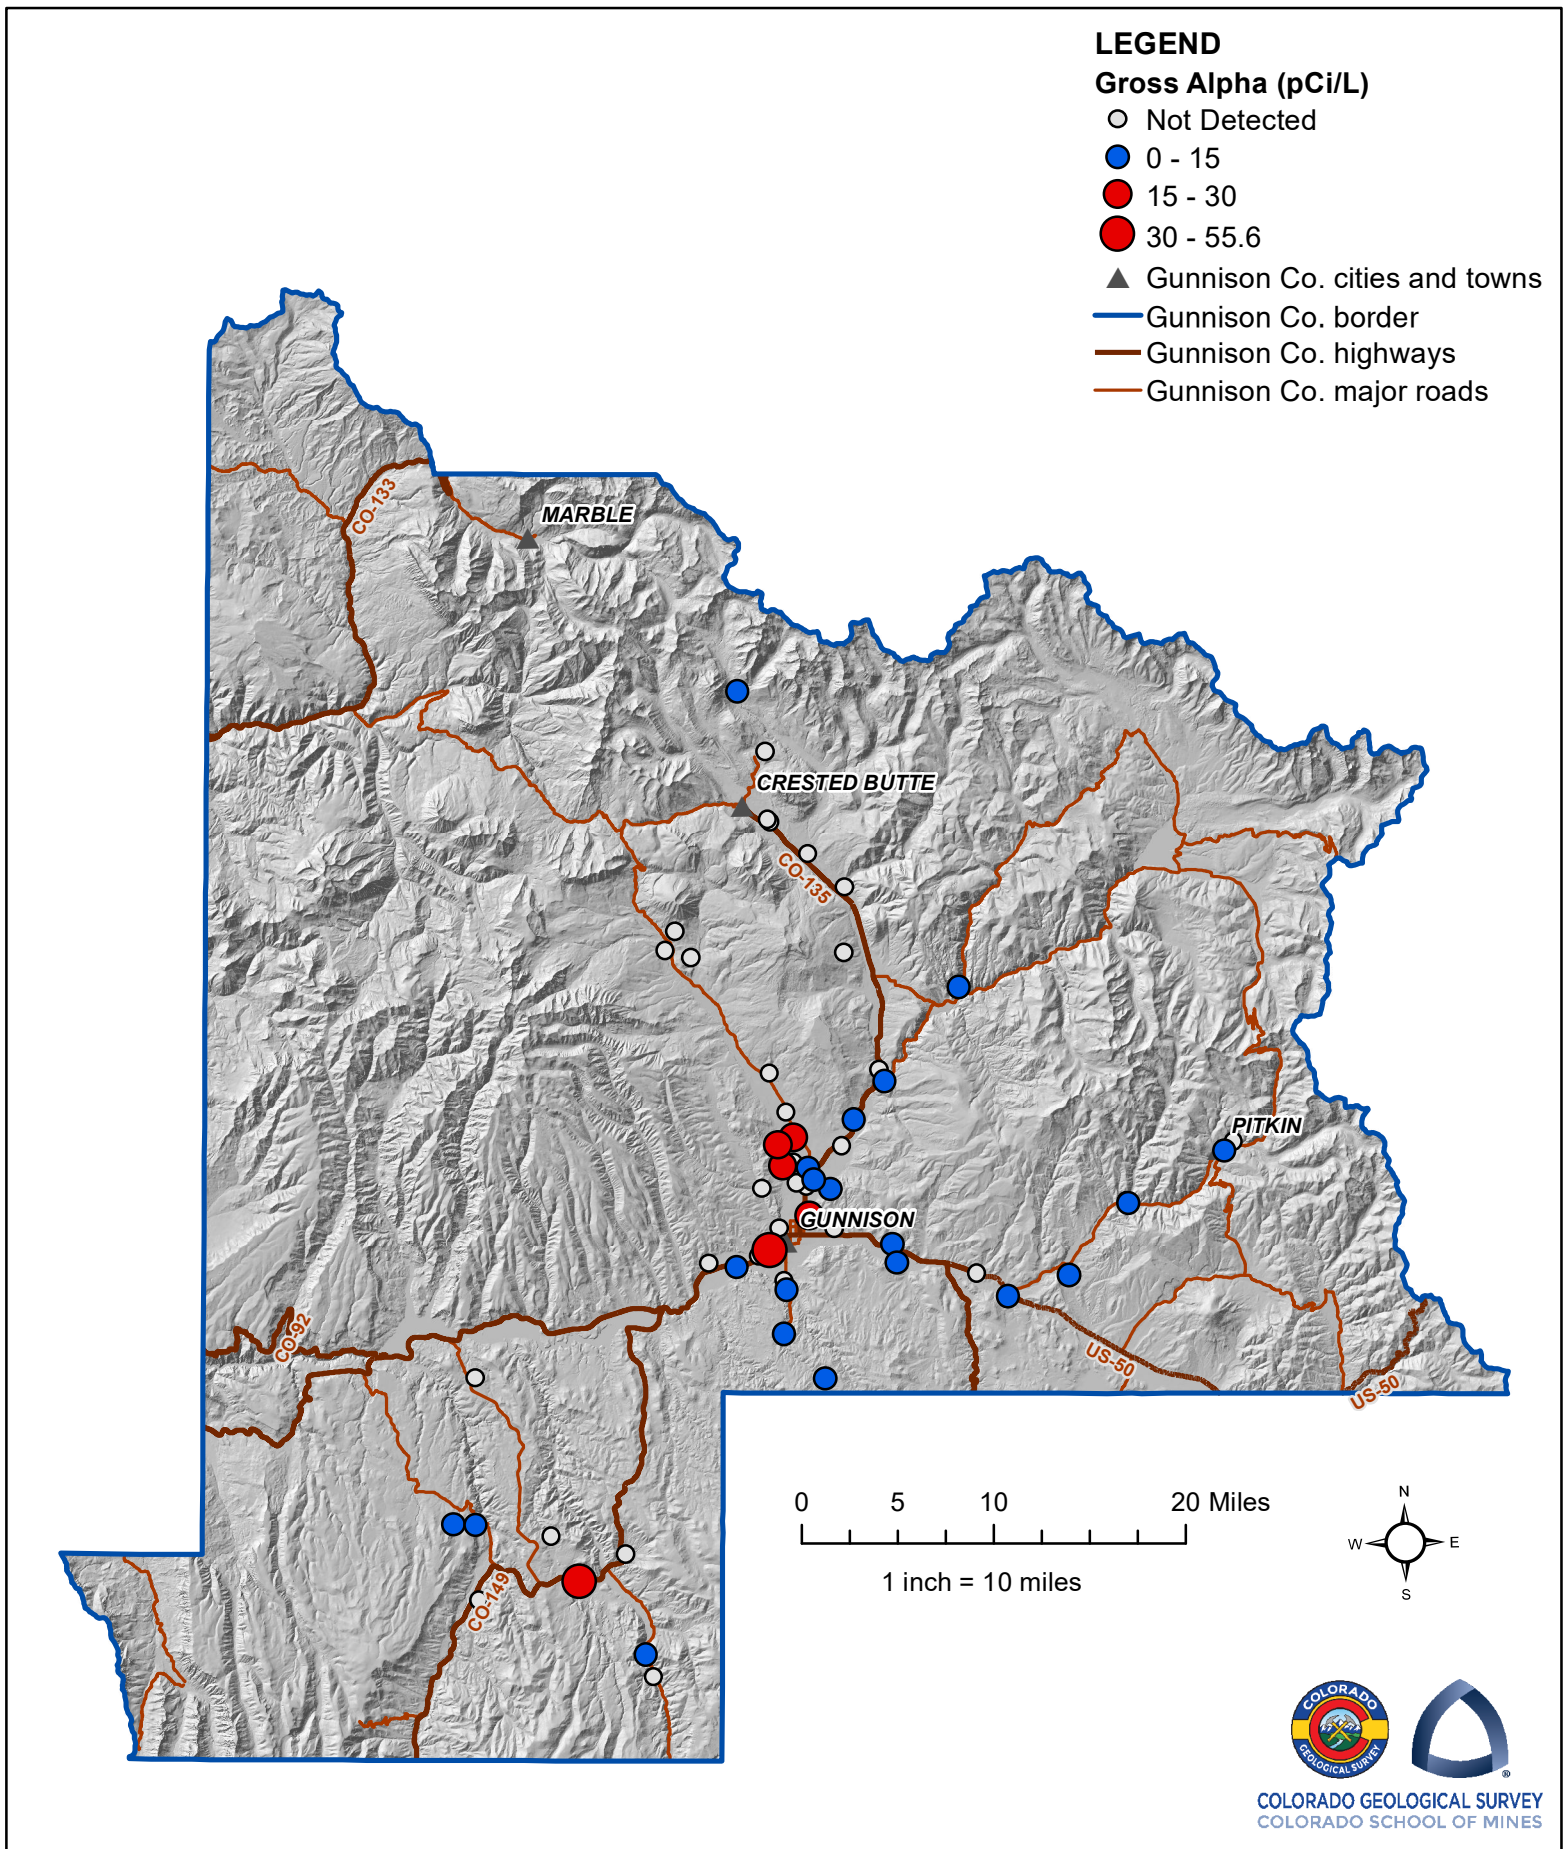 LEGEND
Gross Alpha (pCi/L)
Not Detected
0 - 15
15 - 30
30 - 55.6
Gunnison Co. cities and towns
Gunnison Co. border
Gunnison Co. highways
Gunnison Co. major roads
CO-133
MARBLE
CRESTED BUTTE
CO-135
PITKIN
GUNNISON
CO-92
US-50
US-50
0 5 10 20 Miles
1 inch = 10 miles
N
W E
S
CO-149
COLORADO
GEOLOGICAL SURVEY
®
COLORADO GEOLOGICAL SURVEY
COLORADO SCHOOL OF MINES